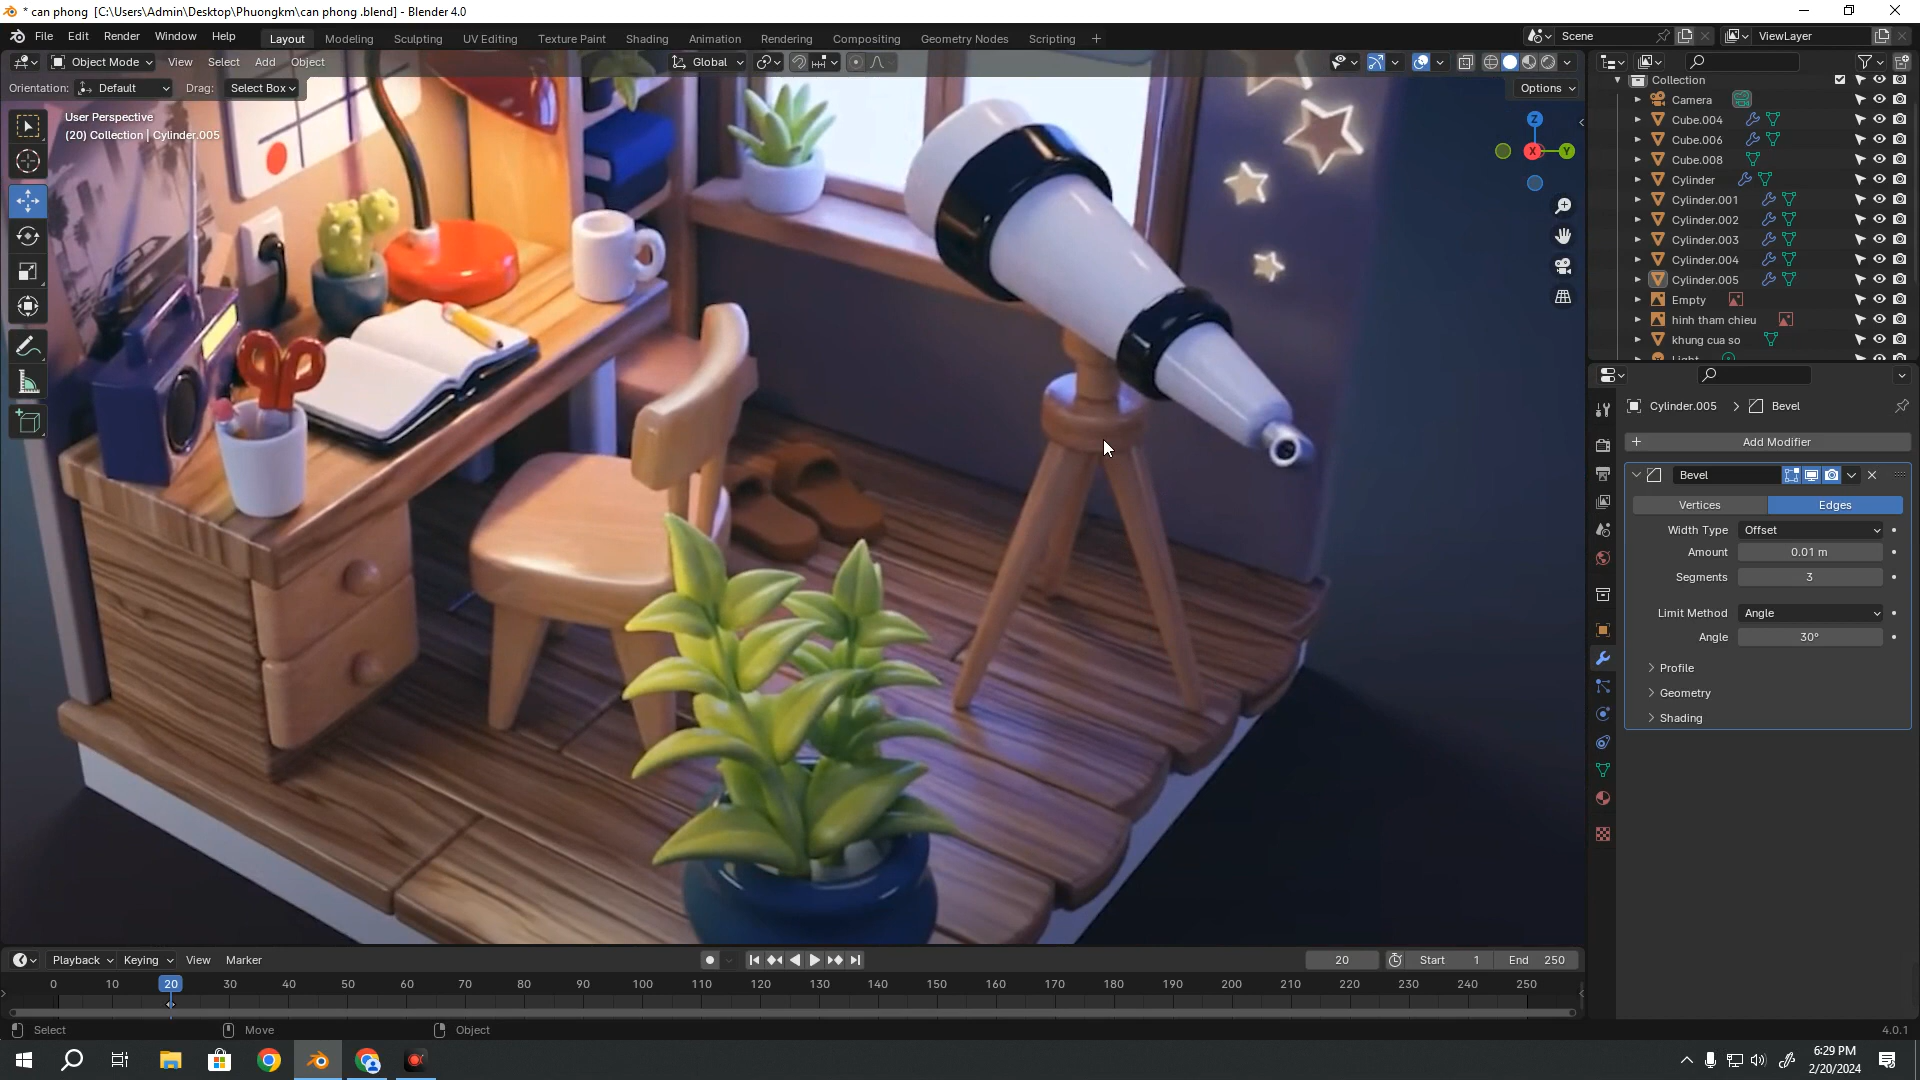 * can phong  [C:\Users\Admin\Desktop\Phuongkm\can phong .blend] - Blender 4.0
File Edit Render Window Help
Layout Modeling Sculpting UV Editing Texture Paint Shading Animation Rendering Compositing Geometry Nodes Scripting +
Scene
ViewLayer
Object Mode View Select Add Object
Global
Orientation: Default Drag: Select Box
Options
User Perspective
(20) Collection | Cylinder.005
Z
X
Y
Collection
Camera
Cube.004
Cube.006
Cube.008
Cylinder
Cylinder.001
Cylinder.002
Cylinder.003
Cylinder.004
Cylinder.005
Empty
hinh tham chieu
khung cua so
Light
Cylinder.005 > Bevel
+ Add Modifier
Bevel
Vertices Edges
Width Type Offset
Amount 0.01 m
Segments 3
Limit Method Angle
Angle 30°
Profile
Geometry
Shading
Playback Keying View Marker
20 Start 1 End 250
0 10 20 30 40 50 60 70 80 90 100 110 120 130 140 150 160 170 180 190 200 210 220 230 240 250
Select Move Object
4.0.1
6:29 PM
2/20/2024